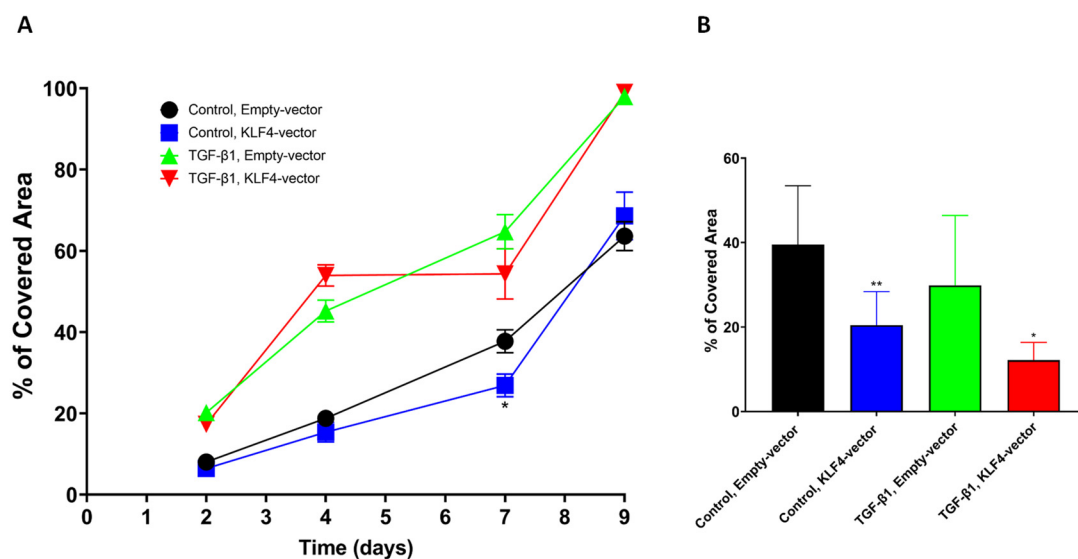 A
% of Covered Area
100
80
60
40
20
0
Control, Empty-vector
Control, KLF4-vector
TGF-β1, Empty-vector
TGF-β1, KLF4-vector
*
0 1 2 3 4 5 6 7 8 9
Time (days)
B
% of Covered Area
60
40
20
0
**
*
Control, Empty-vector
Control, KLF4-vector
TGF-β1, Empty-vector
TGF-β1, KLF4-vector